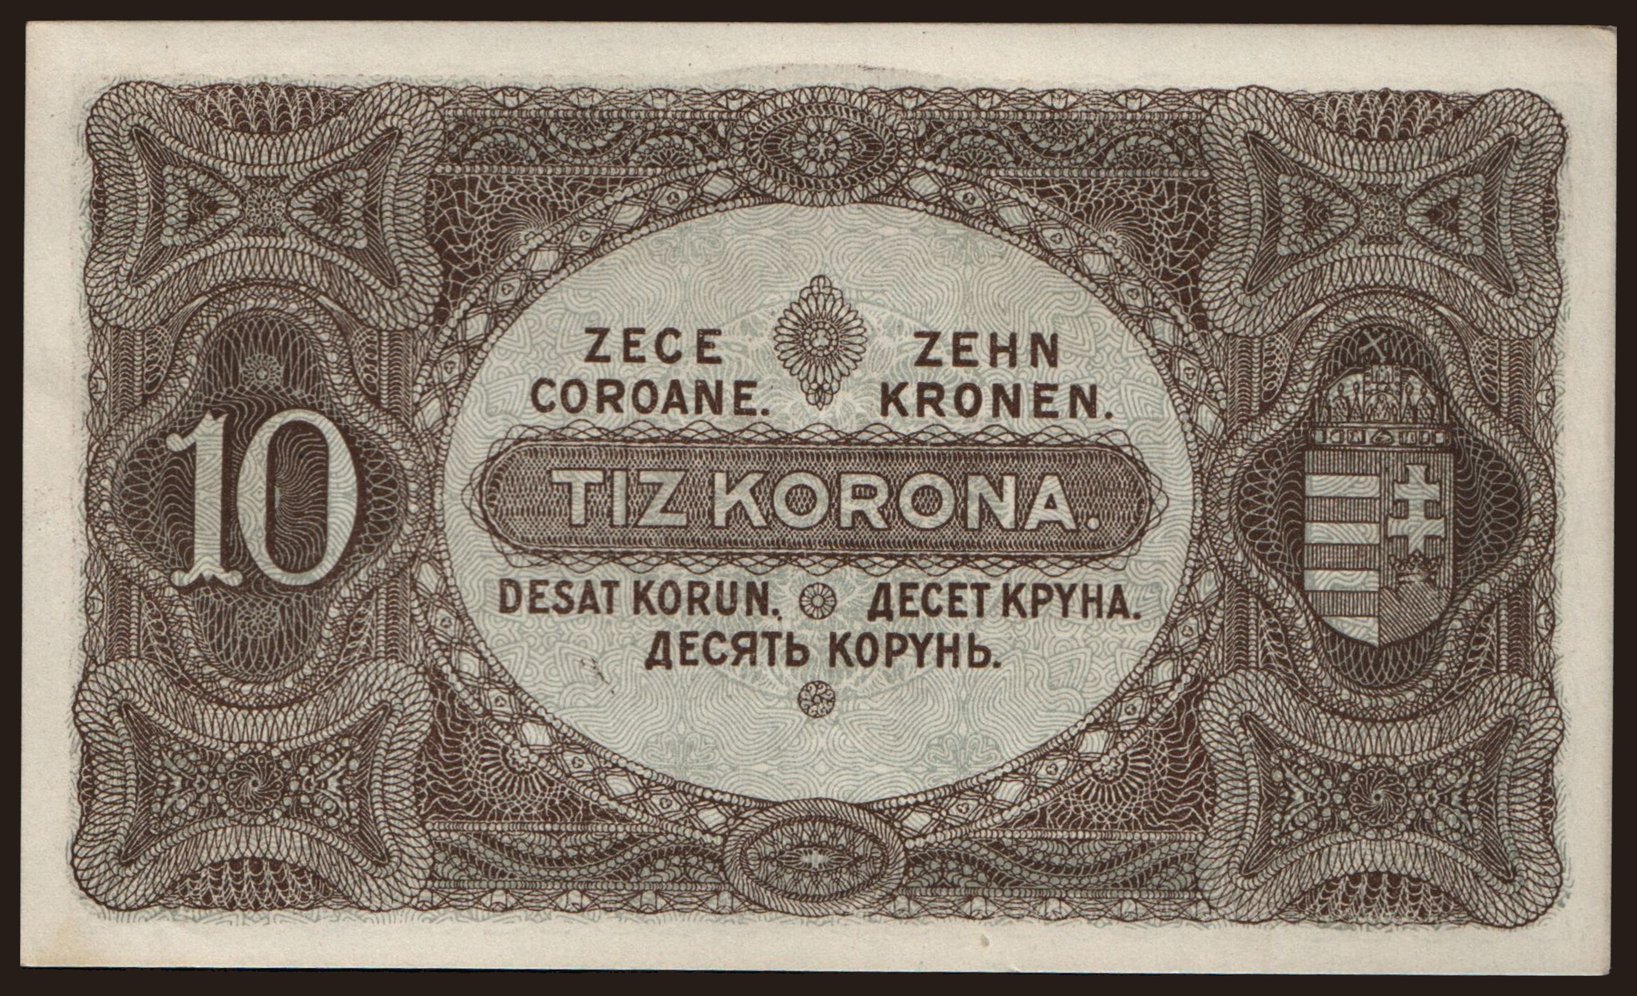 ZECE
COROANE.
ZEHN
KRONEN.
10
TIZ KORONA.
DESAT KORUN.
ДЕСЕТ КРУНА.
ДЕСЯТЬ КОРУНЬ.